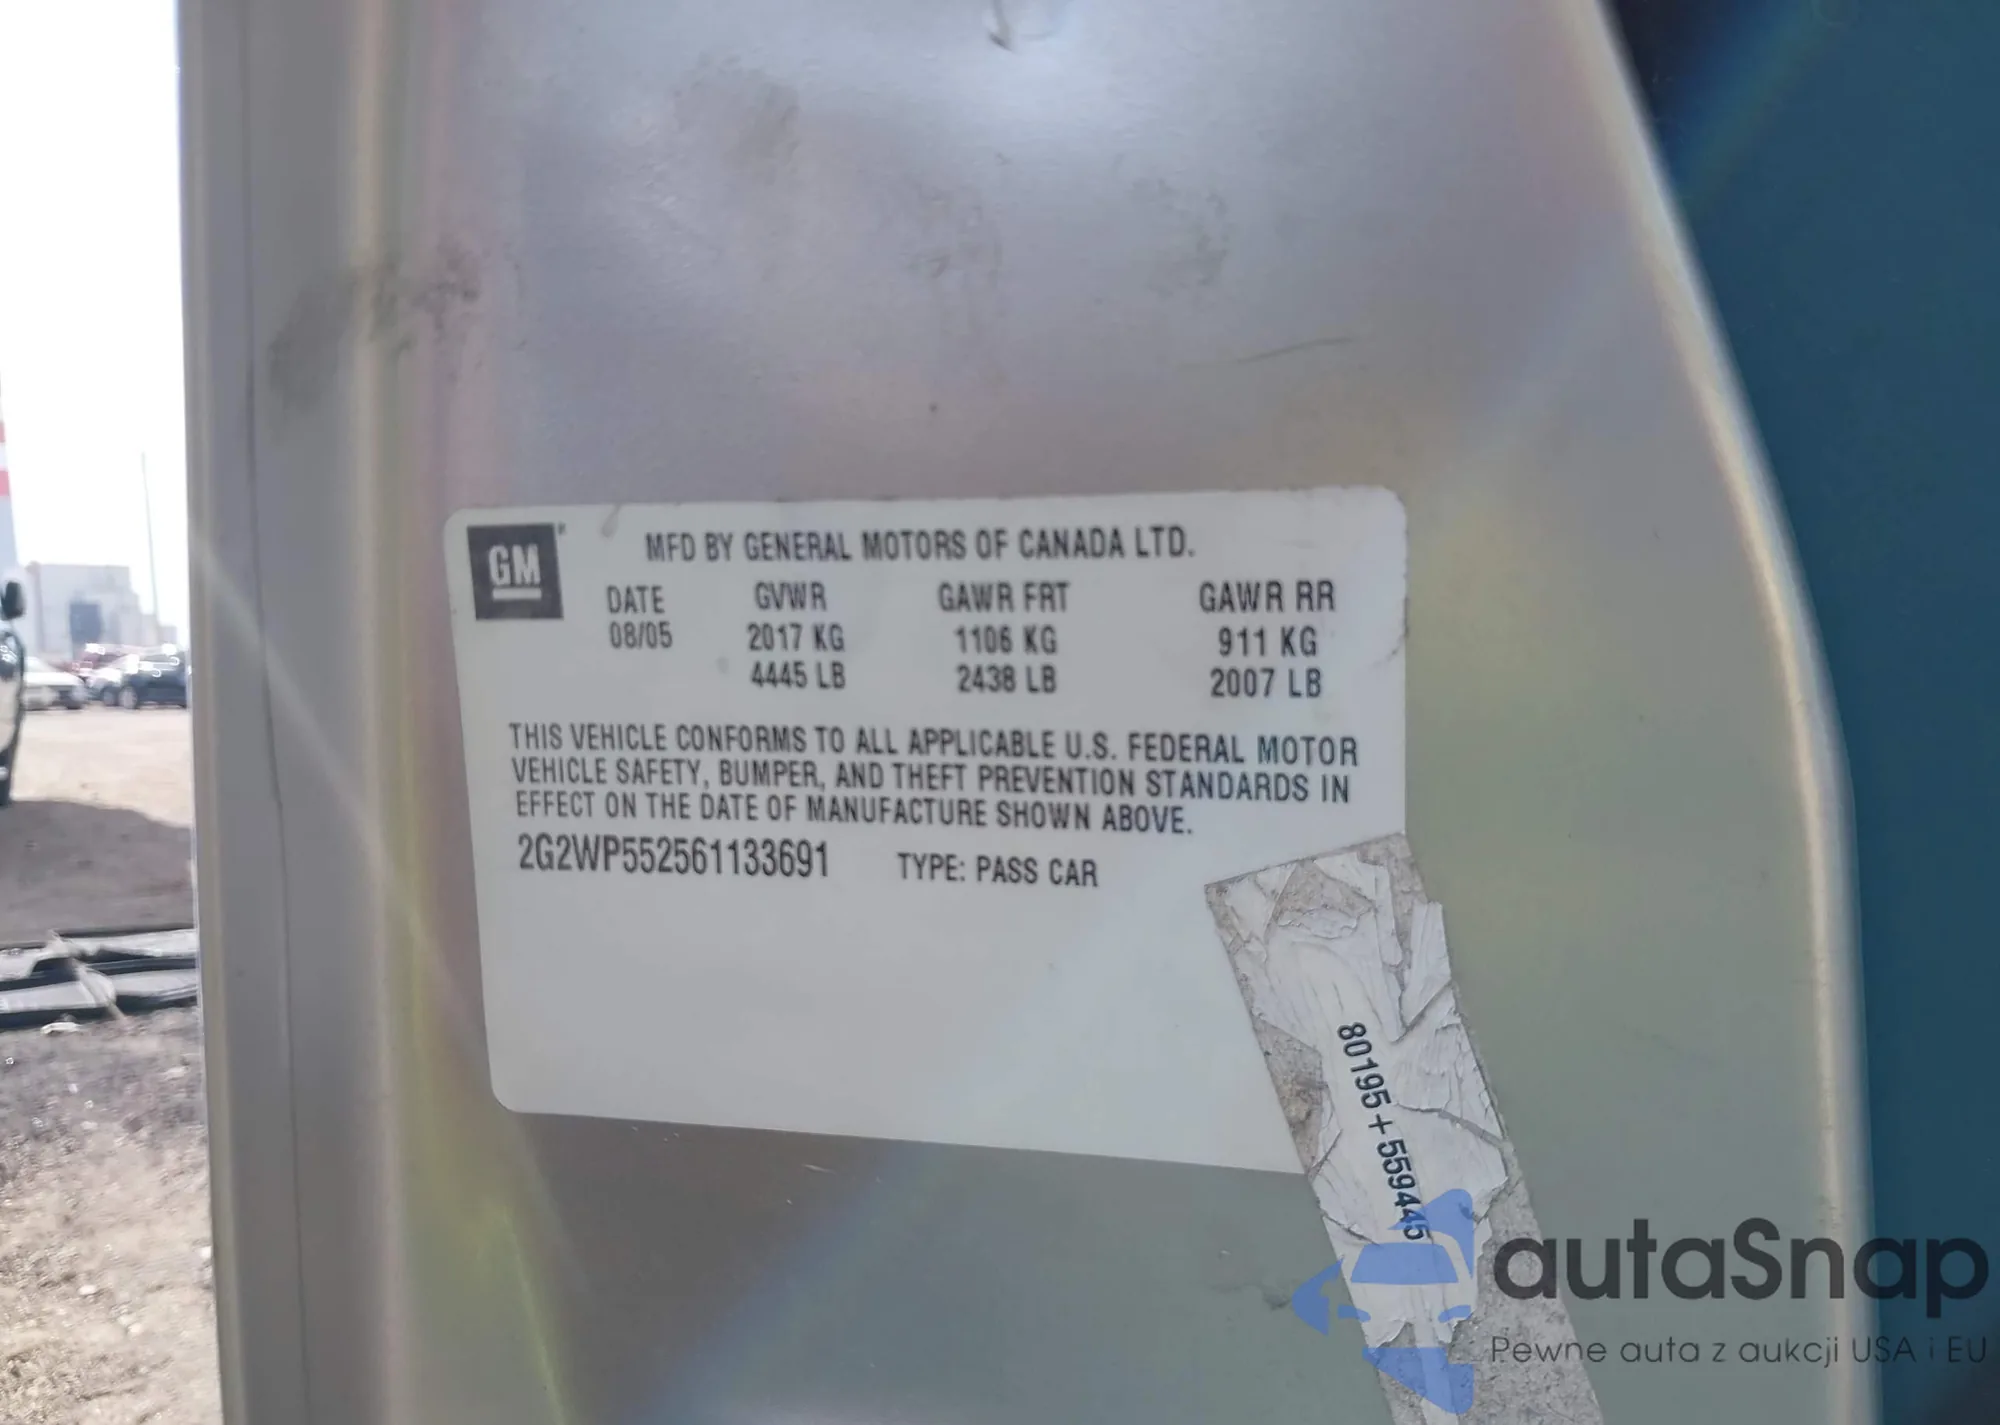 GM
MFD BY GENERAL MOTORS OF CANADA LTD.
DATE GVWR GAWR FRT GAWR RR
08/05 2017 KG 1106 KG 911 KG
4445 LB 2438 LB 2007 LB
THIS VEHICLE CONFORMS TO ALL APPLICABLE U.S. FEDERAL MOTOR
VEHICLE SAFETY, BUMPER, AND THEFT PREVENTION STANDARDS IN
EFFECT ON THE DATE OF MANUFACTURE SHOWN ABOVE.
2G2WP552561133691 TYPE: PASS CAR
80195+559445
autaSnap
Pewne auta z aukcji USA i EU